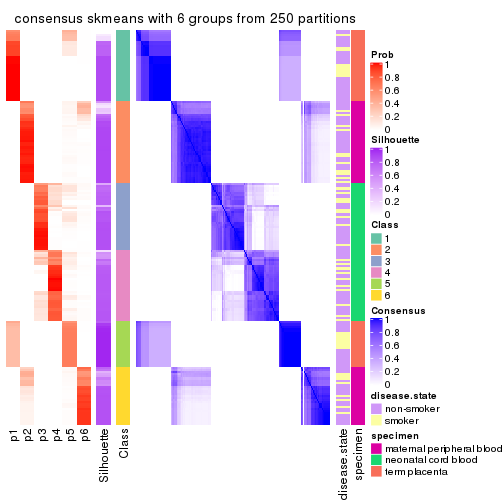 consensus skmeans with 6 groups from 250 partitions
Prob
1
0.8
0.6
0.4
0.2
0
Silhouette
1
0.8
0.6
0.4
0.2
0
Class
1
2
3
4
5
6
Consensus
1
0.8
0.6
0.4
0.2
0
disease.state
non-smoker
smoker
specimen
maternal peripheral blood
neonatal cord blood
term placenta
p1
p2
p3
p4
p5
p6
Silhouette
Class
disease.state
specimen